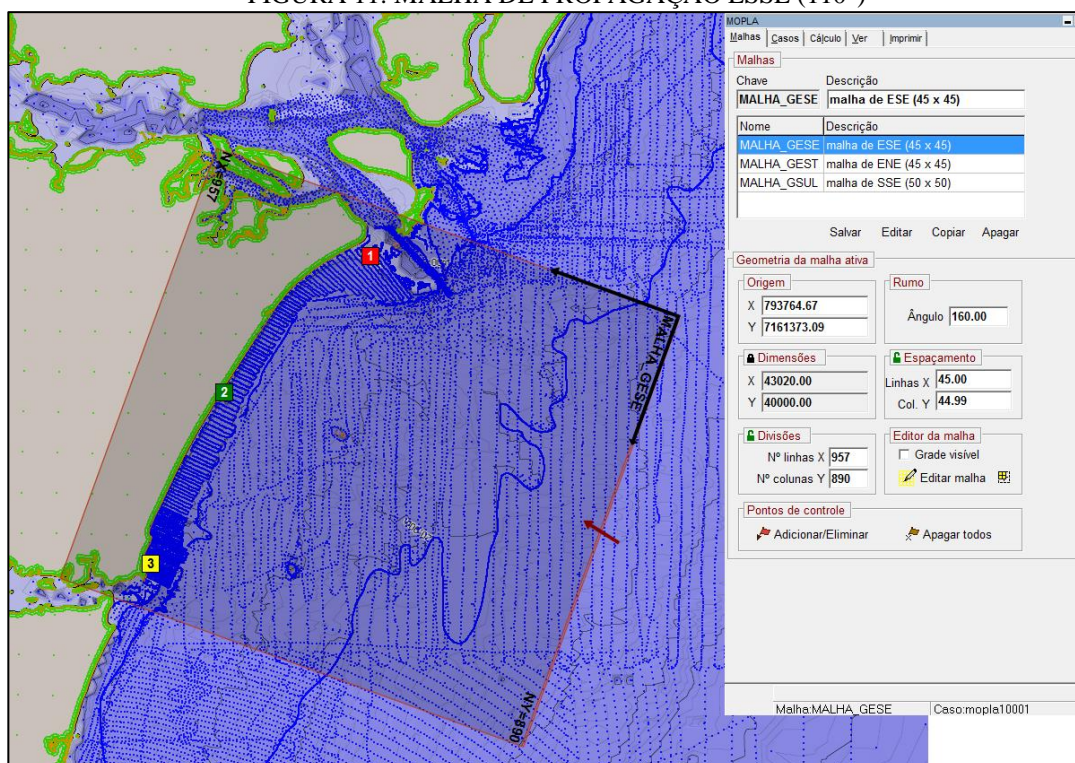 FIGURA 11: MALHA DE PROPAGAÇÃO ESSE (110°)
NX=957
1
MALHA_GESE
2
3
NY=890
MOPLA
Malhas Casos Cálculo Ver Imprimir
Malhas
Chave Descrição
MALHA_GESE malha de ESE (45 x 45)
Nome Descrição
MALHA_GESE malha de ESE (45 x 45)
MALHA_GEST malha de ENE (45 x 45)
MALHA_GSUL malha de SSE (50 x 50)
Salvar Editar Copiar Apagar
Geometria da malha ativa
Origem Rumo
X 793764.67
Ângulo 160.00
Y 7161373.09
Dimensões Espaçamento
X 43020.00 Linhas X 45.00
Y 40000.00 Col. Y 44.99
Divisões Editor da malha
Nº linhas X 957 Grade visível
Nº colunas Y 890 Editar malha
Pontos de controle
Adicionar/Eliminar Apagar todos
Malha:MALHA_GESE Caso:mopla10001